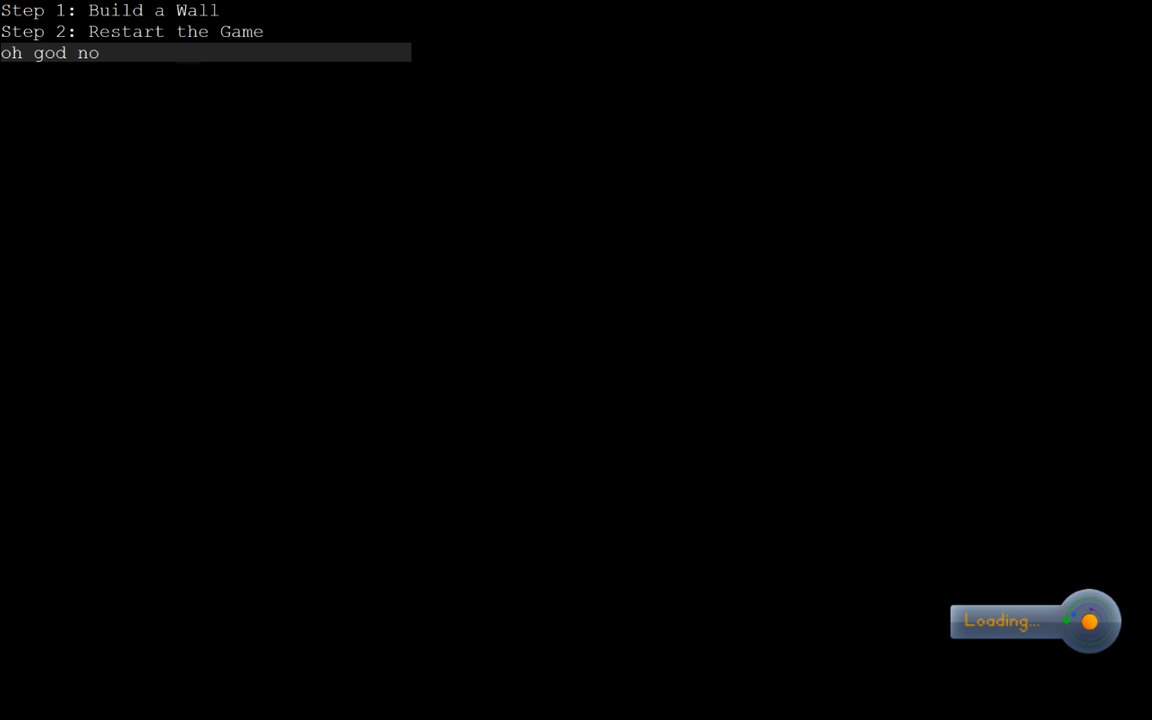 Step 1: Build a Wall
Step 2: Restart the Game
oh god no
Loading...